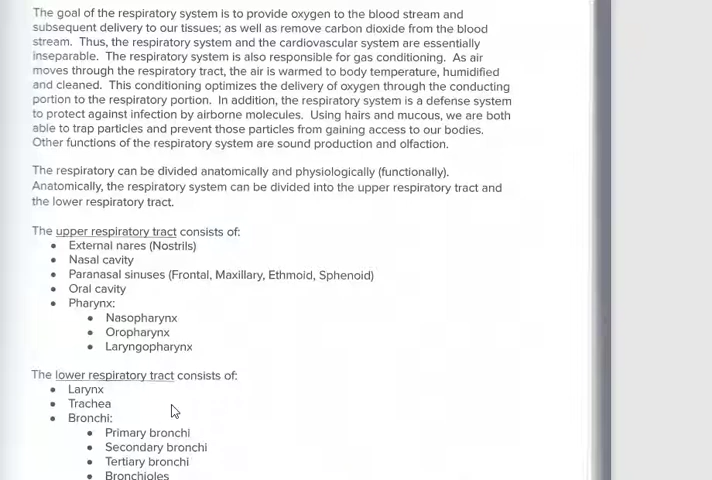 The goal of the respiratory system is to provide oxygen to the blood stream and
subsequent delivery to our tissues; as well as remove carbon dioxide from the blood
stream. Thus, the respiratory system and the cardiovascular system are essentially
inseparable. The respiratory system is also responsible for gas conditioning. As air
moves through the respiratory tract, the air is warmed to body temperature, humidified
and cleaned. This conditioning optimizes the delivery of oxygen through the conducting
portion to the respiratory portion. In addition, the respiratory system is a defense system
to protect against infection by airborne molecules. Using hairs and mucous, we are both
able to trap particles and prevent those particles from gaining access to our bodies.
Other functions of the respiratory system are sound production and olfaction.
The respiratory can be divided anatomically and physiologically (functionally).
Anatomically, the respiratory system can be divided into the upper respiratory tract and
the lower respiratory tract.
The upper respiratory tract consists of:
• External nares (Nostrils)
• Nasal cavity
• Paranasal sinuses (Frontal, Maxillary, Ethmoid, Sphenoid)
• Oral cavity
• Pharynx:
• Nasopharynx
• Oropharynx
• Laryngopharynx
The lower respiratory tract consists of:
• Larynx
• Trachea
• Bronchi:
• Primary bronchi
• Secondary bronchi
• Tertiary bronchi
• Bronchioles